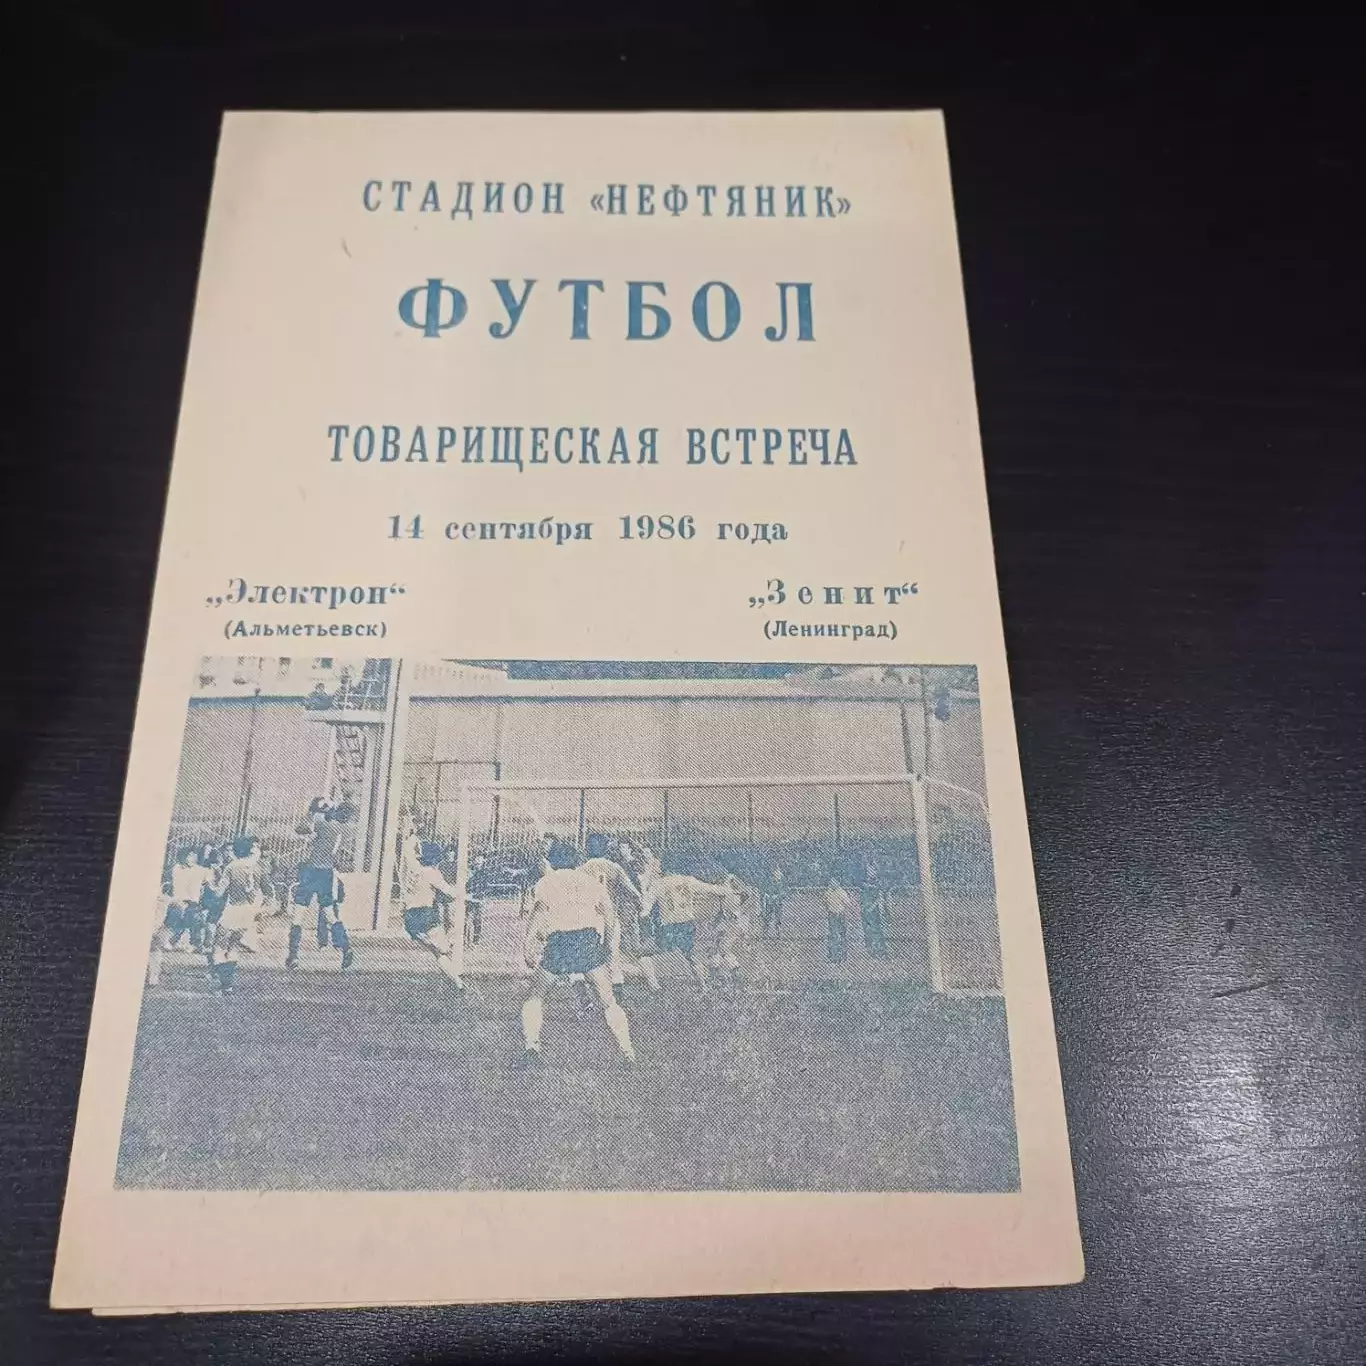 СТАДИОН «НЕФТЯНИК»
ФУТБОЛ
ТОВАРИЩЕСКАЯ ВСТРЕЧА
14 сентября 1986 года
„Электрон“ „Зенит“
(Альметьевск) (Ленинград)